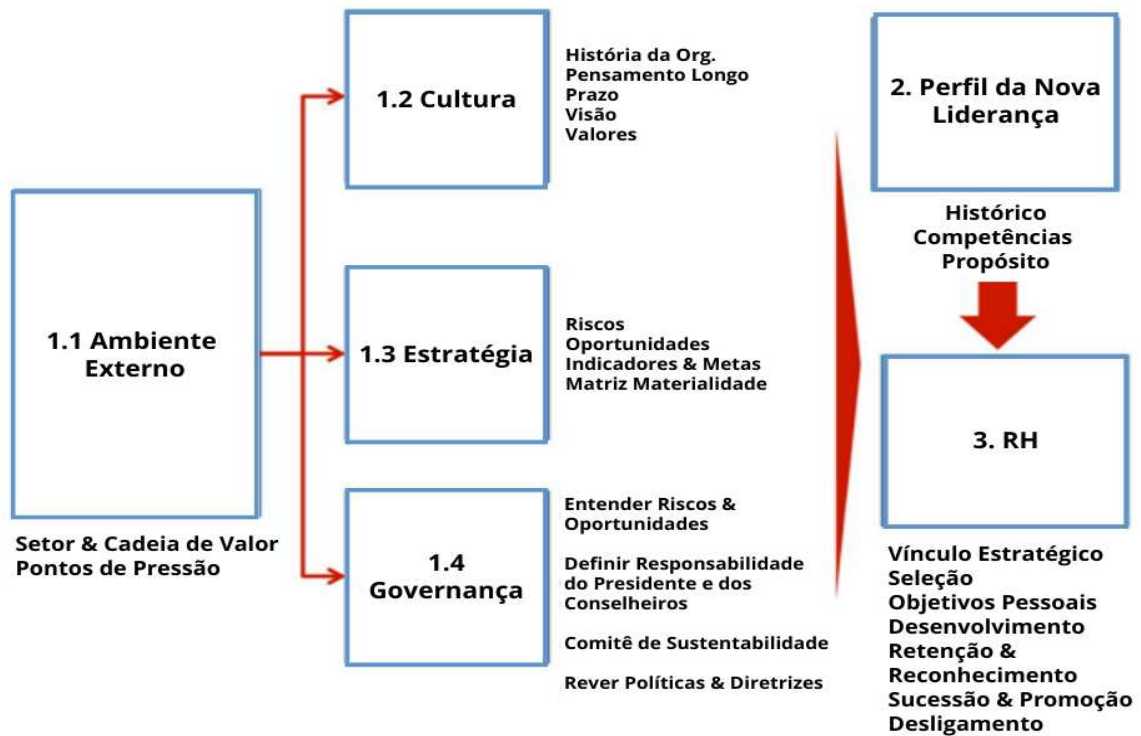 1.1 Ambiente
Externo
Setor & Cadeia de Valor
Pontos de Pressão
1.2 Cultura
História da Org.
Pensamento Longo
Prazo
Visão
Valores
1.3 Estratégia
Riscos
Oportunidades
Indicadores & Metas
Matriz Materialidade
1.4
Governança
Entender Riscos &
Oportunidades
Definir Responsabilidade
do Presidente e dos
Conselheiros
Comitê de Sustentabilidade
Rever Políticas & Diretrizes
2. Perfil da Nova
Liderança
Histórico
Competências
Propósito
3. RH
Vínculo Estratégico
Seleção
Objetivos Pessoais
Desenvolvimento
Retenção &
Reconhecimento
Sucessão & Promoção
Desligamento